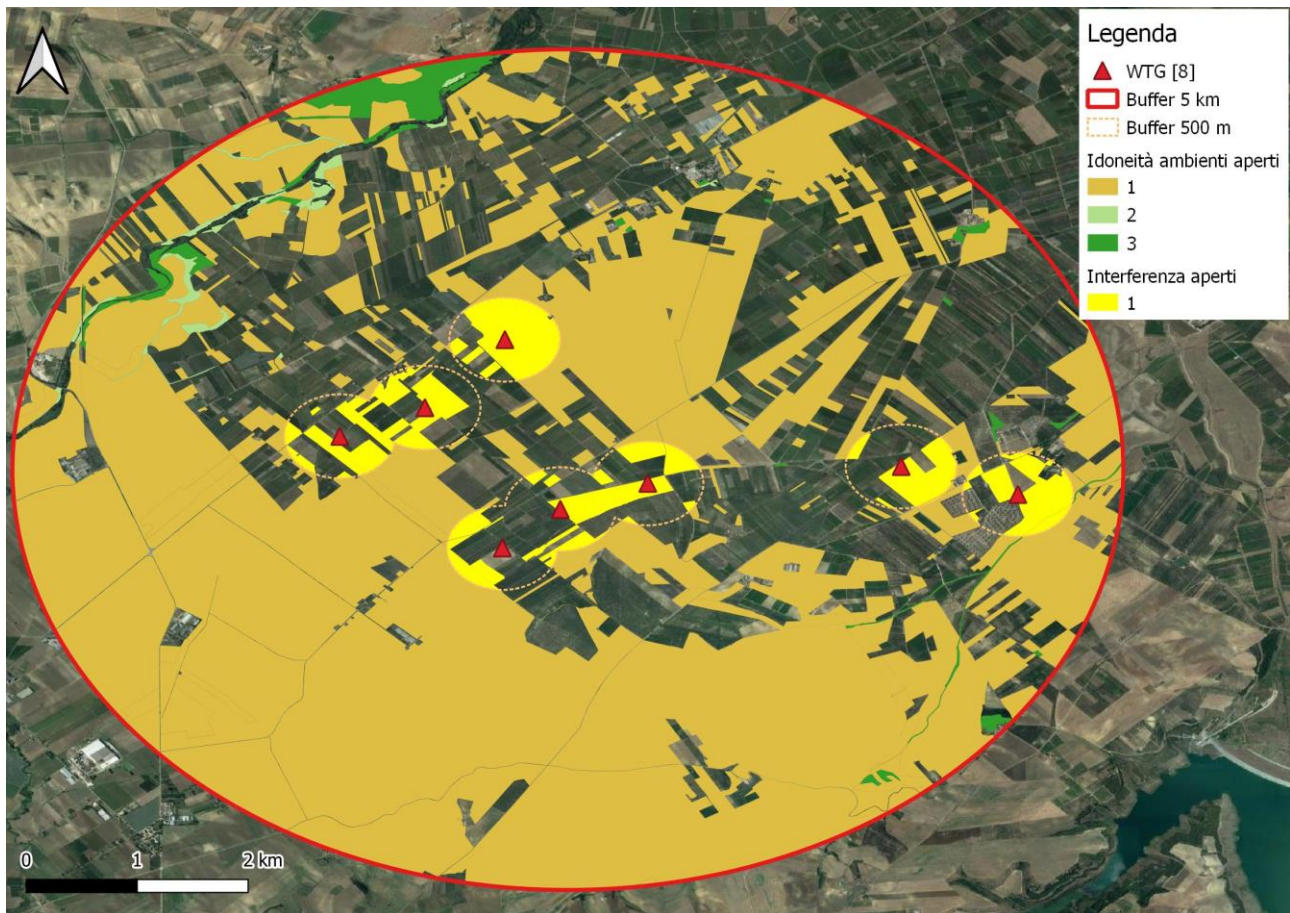 Legenda
WTG [8]
Buffer 5 km
Buffer 500 m
Idoneità ambienti aperti
1
2
3
Interferenza aperti
1
0 1 2 km